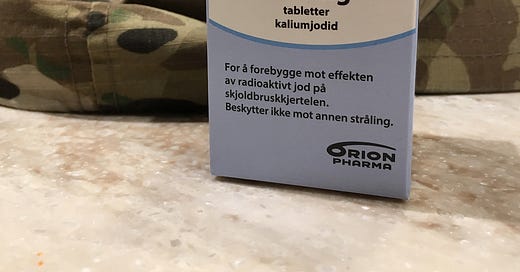 tabletter
kaliumjodid
For å forebygge mot effekten
av radioaktivt jod på
skjoldbruskkjertelen.
Beskytter ikke mot annen stråling.
ORION
PHARMA